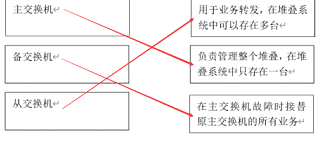 主交换机
用于业务转发，在堆叠系
统中可以存在多台
备交换机
负责管理整个堆叠，在堆
叠系统中只存在一台
从交换机
在主交换机故障时接替
原主交换机的所有业务